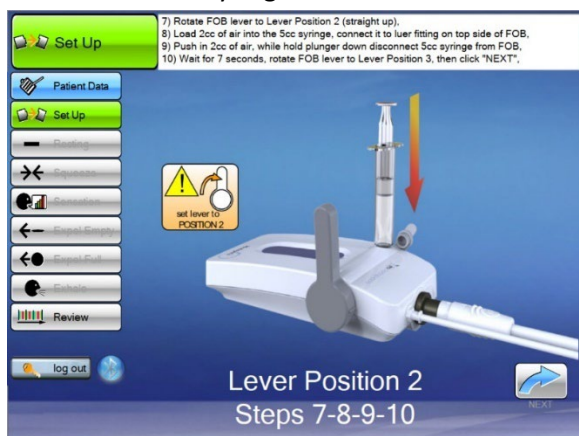 Set Up
7) Rotate FOB lever to Lever Position 2 (straight up),
8) Load 2cc of air into the 5cc syringe, connect it to luer fitting on top side of FOB,
9) Push in 2cc of air, while hold plunger down disconnect 5cc syringe from FOB,
10) Wait for 7 seconds, rotate FOB lever to Lever Position 3, then click "NEXT",
Patient Data
Set Up
Resting
Squeeze
Sensation
Expel Empty
Expel Full
Exhale
Review
log out
set lever to
POSITION 2
Lever Position 2
Steps 7-8-9-10
NEXT